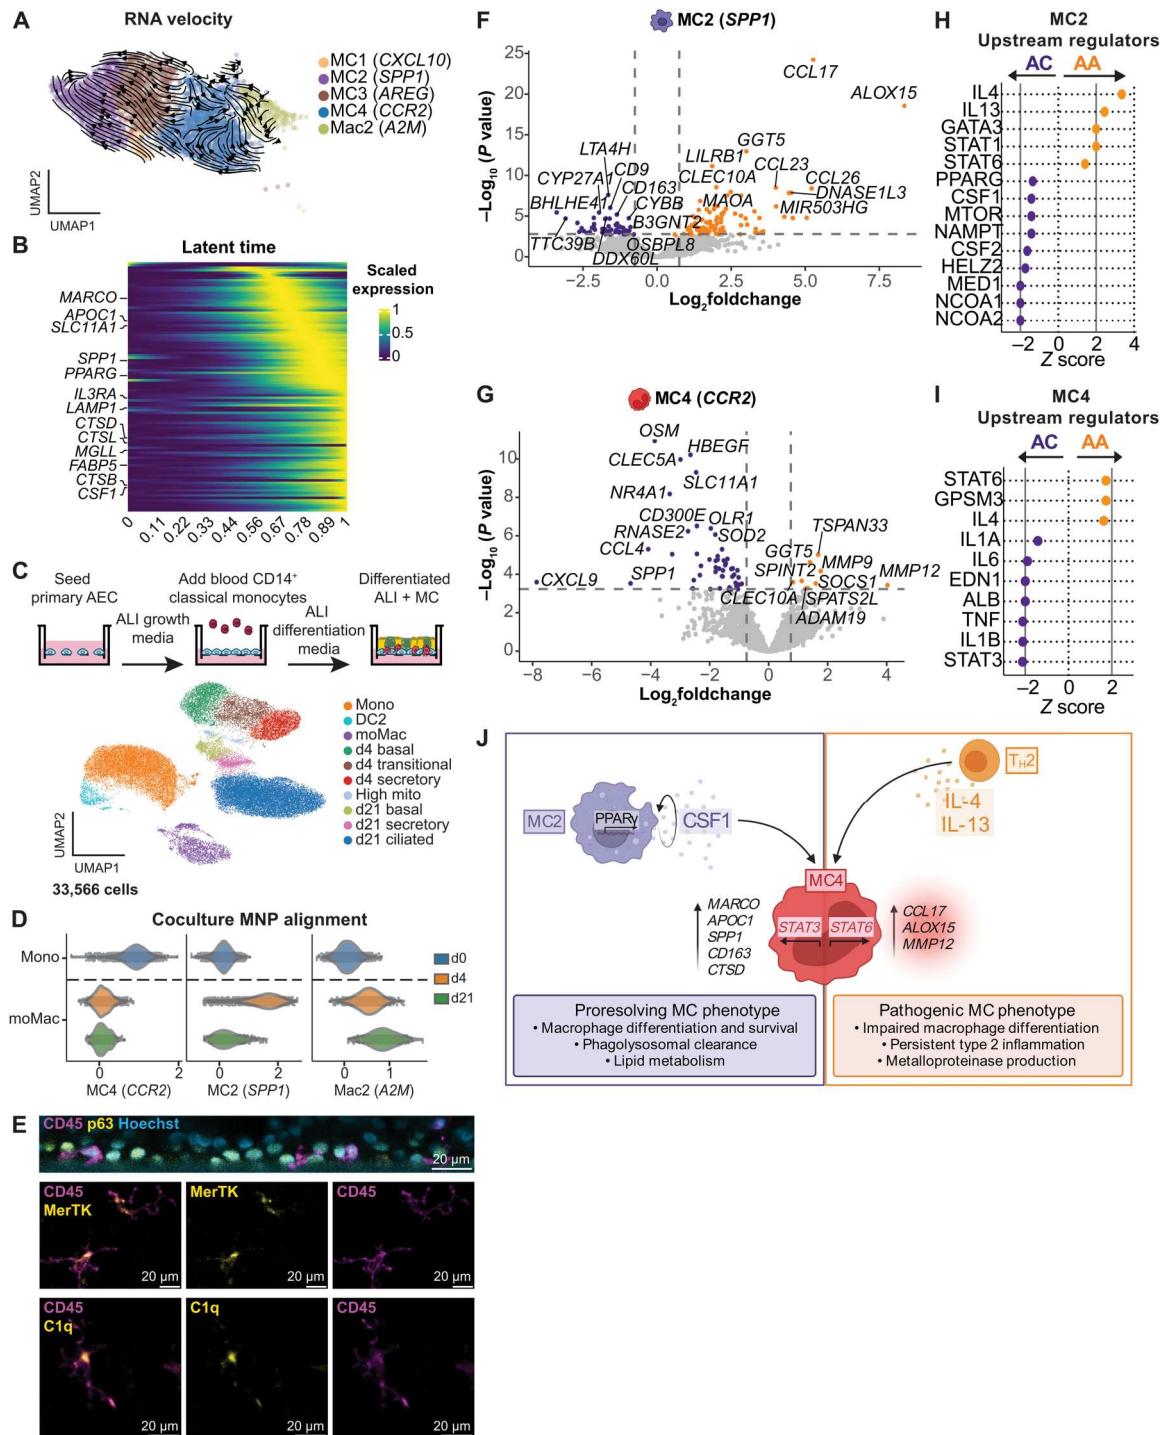 A
RNA velocity
MC1 (CXCL10)
MC2 (SPP1)
MC3 (AREG)
MC4 (CCR2)
Mac2 (A2M)
UMAP2
UMAP1
B
Latent time
MARCO
APOC1
SLC11A1
SPP1
PPARG
IL3RA
LAMP1
CTSD
CTSL
MGLL
FABP5
CTSB
CSF1
Scaled
expression
1
0
0 0.11 0.22 0.33 0.44 0.56 0.67 0.78 0.89 1
C
Seed
primary AEC
ALI growth
media
Add blood CD14+
classical monocytes
ALI
differentiation
media
Differentiated
ALI + MC
Mono
DC2
moMac
d4 basal
d4 transitional
d4 secretory
High mito
d21 basal
d21 secretory
d21 ciliated
UMAP2
UMAP1
33,566 cells
D
Coculture MNP alignment
Mono
moMac
d0
d4
d21
0 2 0 2 0 1
MC4 (CCR2) MC2 (SPP1) Mac2 (A2M)
E
CD45 p63 Hoechst
20 µm
CD45
MerTK
20 µm
MerTK
20 µm
CD45
20 µm
CD45
C1q
20 µm
C1q
20 µm
CD45
20 µm
F
MC2 (SPP1)
–Log10 (P value)
25
20
15
10
5
0
CCL17
ALOX15
GGT5
LILRB1
CCL23
CLEC10A
CCL26
DNASE1L3
MAOA
MIR503HG
LTA4H
CD9
CYP27A1
CD163
BHLHE41
CYBB
B3GNT2
TTC39B
OSBPL8
DDX60L
−2.5 0.0 2.5 5.0 7.5
Log2foldchange
G
MC4 (CCR2)
–Log10 (P value)
10
8
6
4
2
0
OSM
HBEGF
CLEC5A
SLC11A1
NR4A1
CD300E OLR1
RNASE2
SOD2
TSPAN33
CCL4
GGT5
MMP9
SPP1
SPINT2
MMP12
CXCL9
SOCS1
CLEC10A
SPATS2L
ADAM19
−8 −6 −4 −2 0 2 4
Log2foldchange
H
MC2
Upstream regulators
AC AA
IL4
IL13
GATA3
STAT1
STAT6
PPARG
CSF1
MTOR
NAMPT
CSF2
HELZ2
MED1
NCOA1
NCOA2
−2 0 2 4
Z score
I
MC4
Upstream regulators
AC AA
STAT6
GPSM3
IL4
IL1A
IL6
EDN1
ALB
TNF
IL1B
STAT3
−2 0 2
Z score
J
MC2
PPARγ
CSF1
TH2
IL-4
IL-13
MC4
STAT3 STAT6
MARCO
APOC1
SPP1
CD163
CTSD
CCL17
ALOX15
MMP12
Proresolving MC phenotype
• Macrophage differentiation and survival
• Phagolysosomal clearance
• Lipid metabolism
Pathogenic MC phenotype
• Impaired macrophage differentiation
• Persistent type 2 inflammation
• Metalloproteinase production